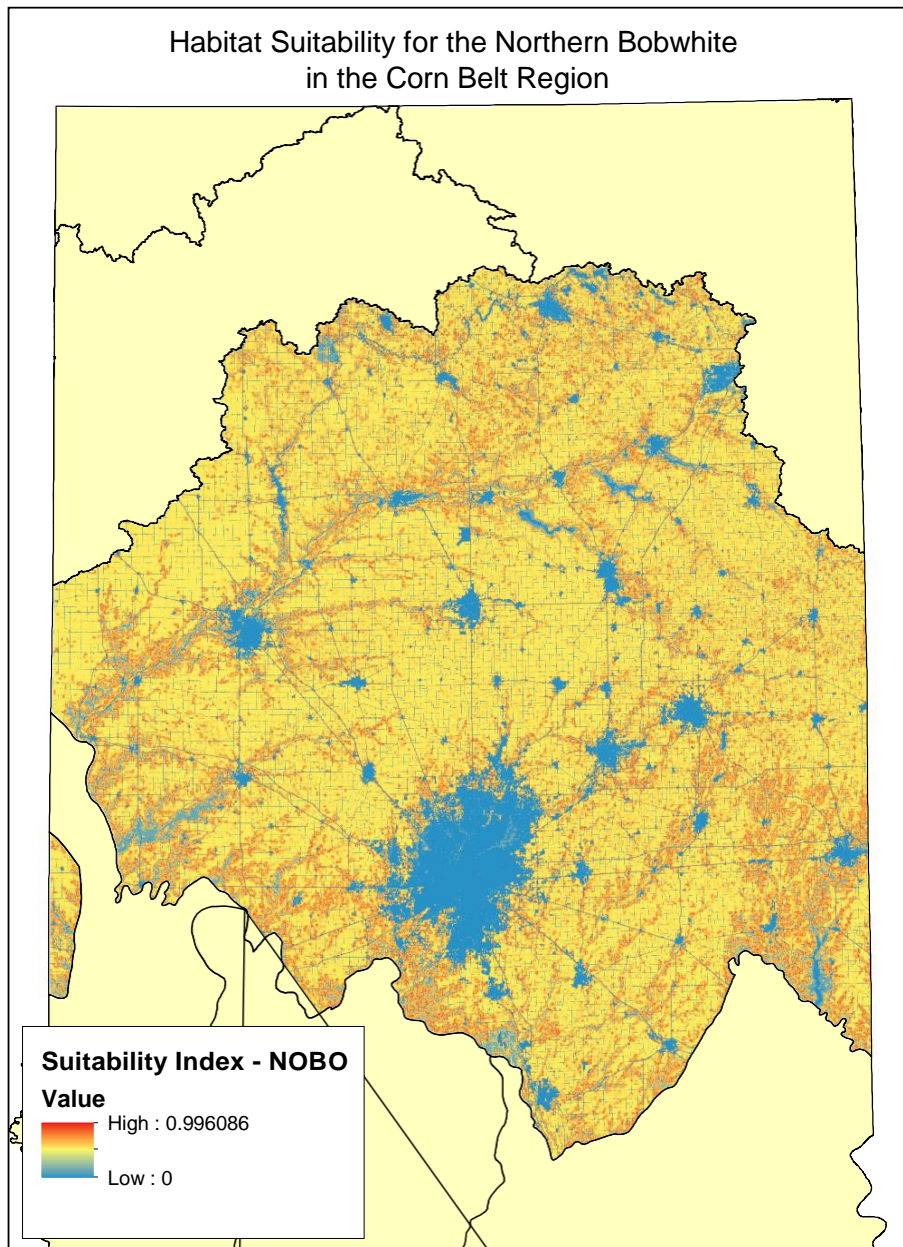 Habitat Suitability for the Northern Bobwhite
in the Corn Belt Region
Suitability Index - NOBO
Value
High : 0.996086
Low : 0